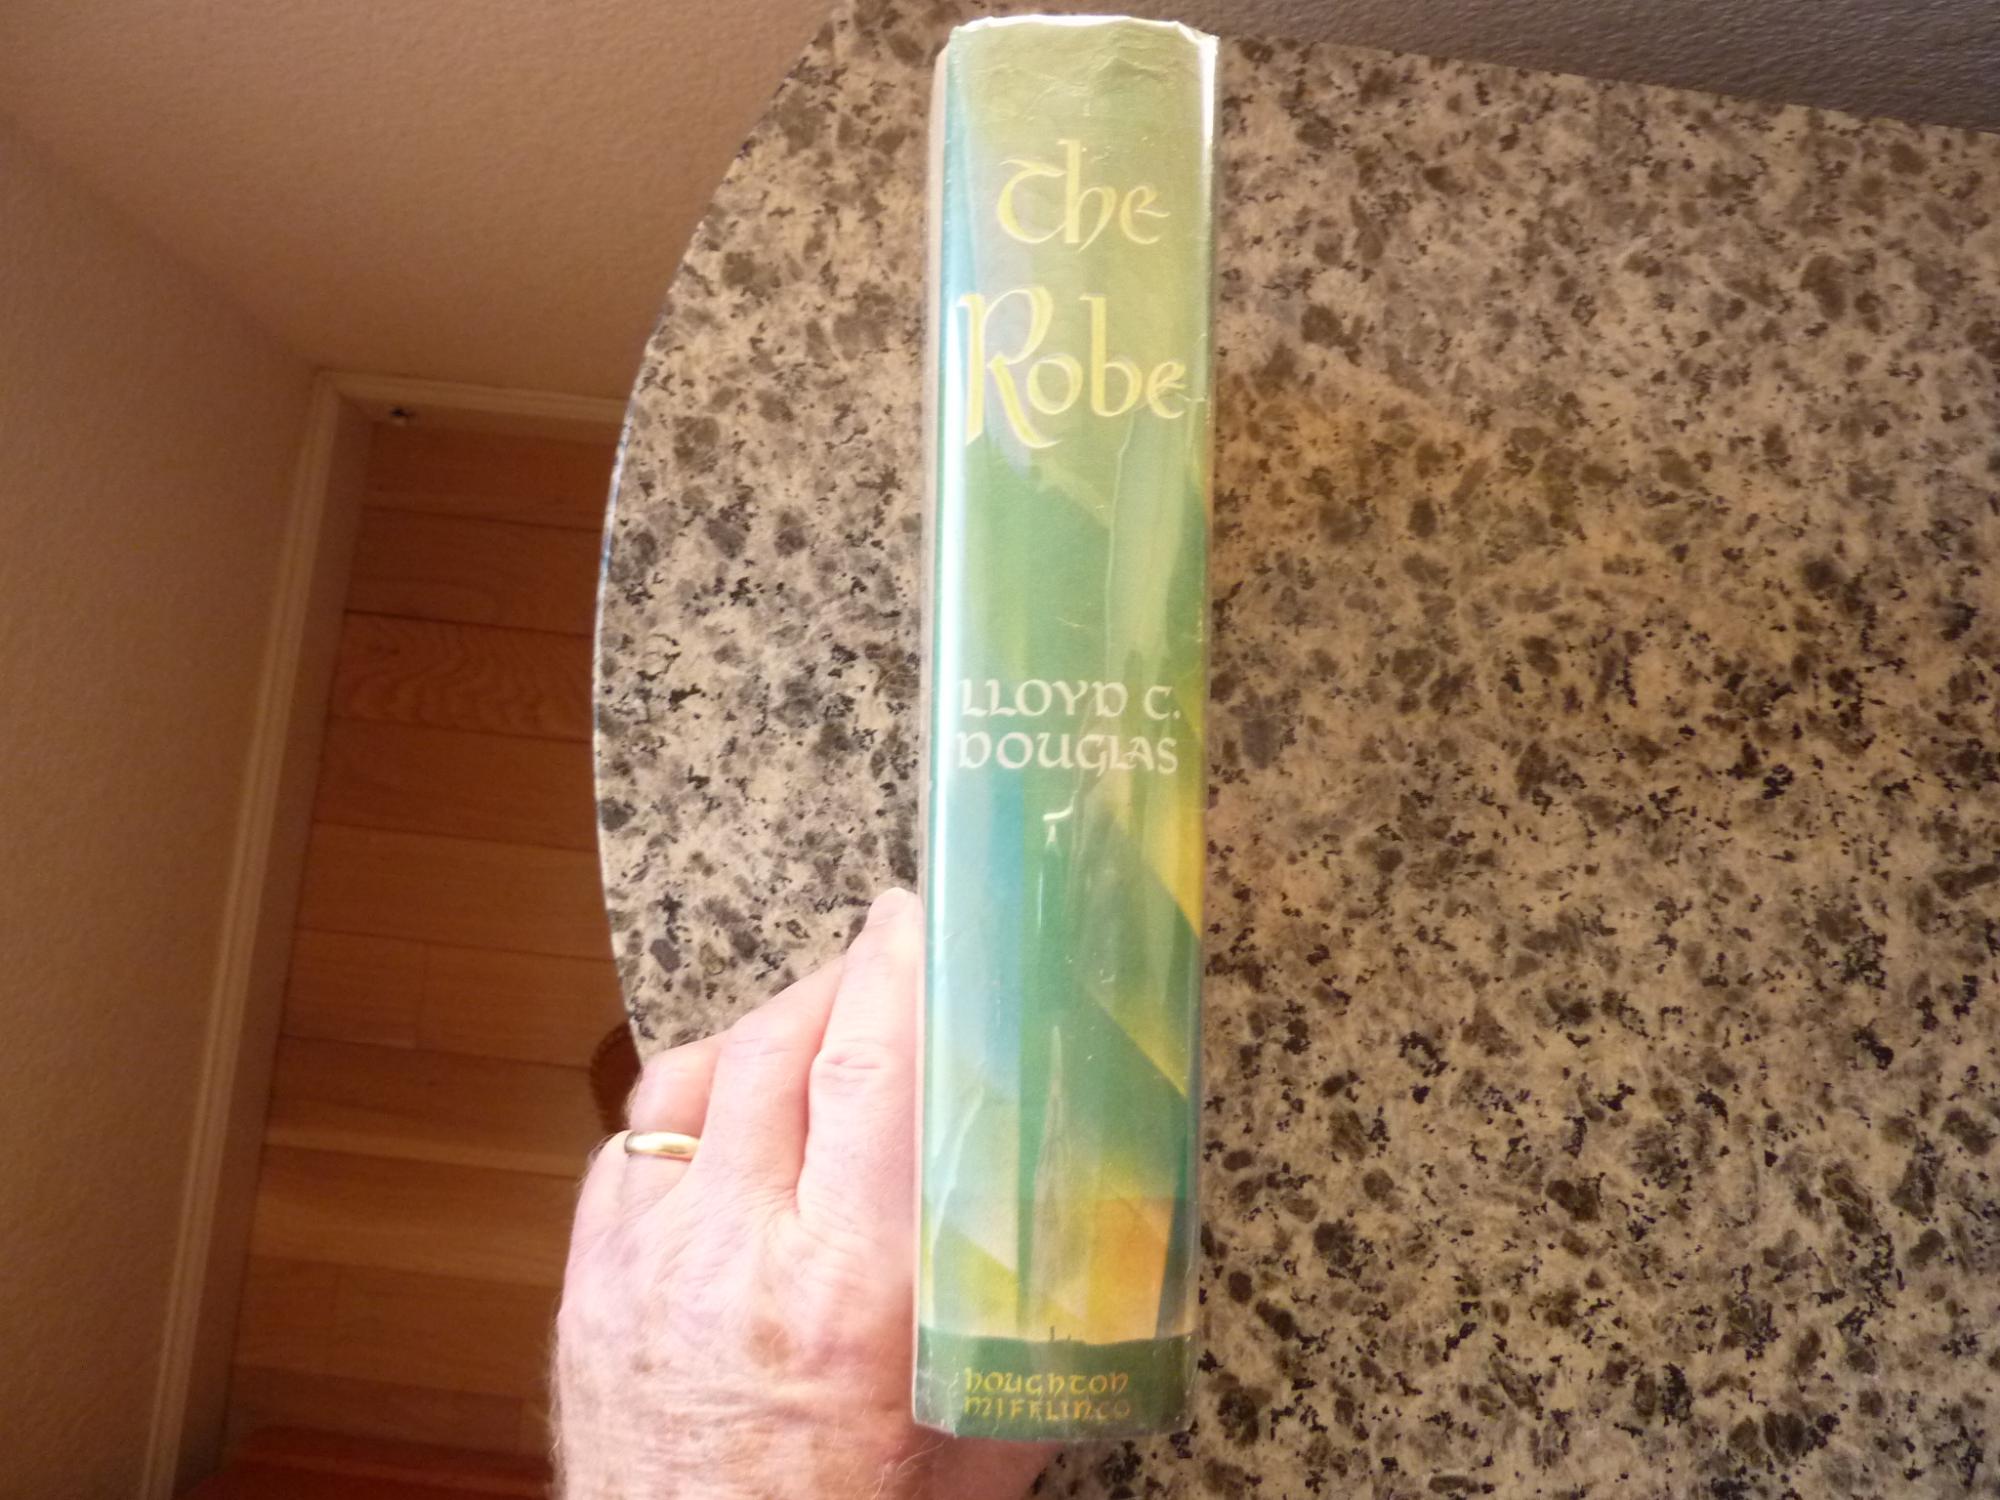 The
Robe
LLOYD C.
DOUGLAS
HOUGHTON
MIFFLIN CO